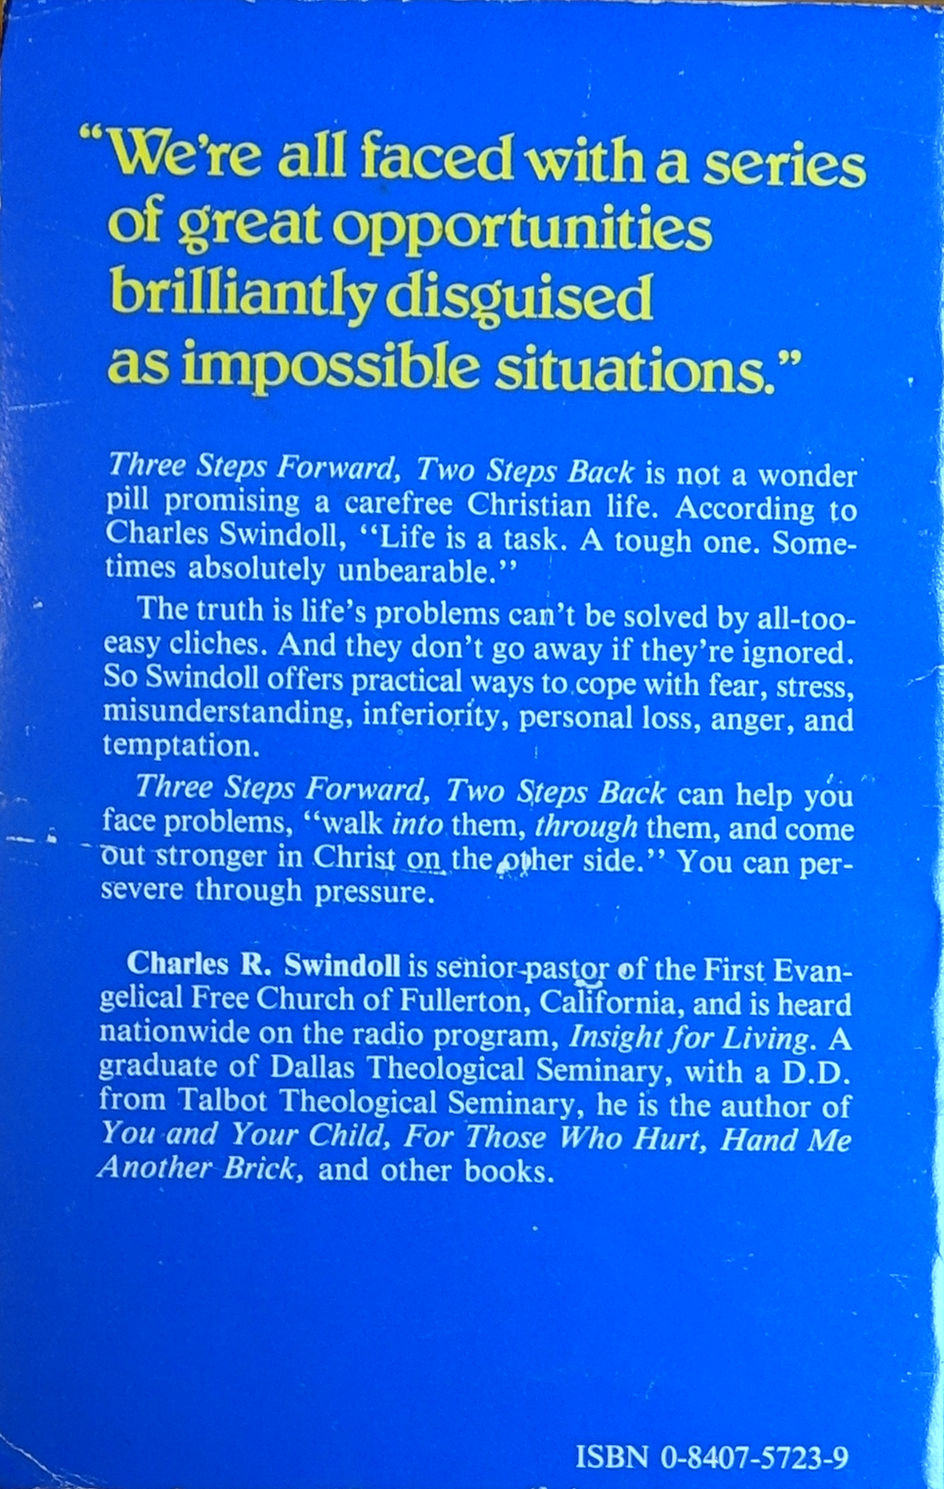 “We’re all faced with a series
of great opportunities
brilliantly disguised
as impossible situations.”
Three Steps Forward, Two Steps Back is not a wonder
pill promising a carefree Christian life. According to
Charles Swindoll, “Life is a task. A tough one. Some-
times absolutely unbearable.”
The truth is life’s problems can’t be solved by all-too-
easy cliches. And they don’t go away if they’re ignored.
So Swindoll offers practical ways to cope with fear, stress,
misunderstanding, inferiority, personal loss, anger, and
temptation.
Three Steps Forward, Two Steps Back can help you
face problems, “walk into them, through them, and come
out stronger in Christ on the other side.” You can per-
severe through pressure.
Charles R. Swindoll is senior pastor of the First Evan-
gelical Free Church of Fullerton, California, and is heard
nationwide on the radio program, Insight for Living. A
graduate of Dallas Theological Seminary, with a D.D.
from Talbot Theological Seminary, he is the author of
You and Your Child, For Those Who Hurt, Hand Me
Another Brick, and other books.
ISBN 0-8407-5723-9